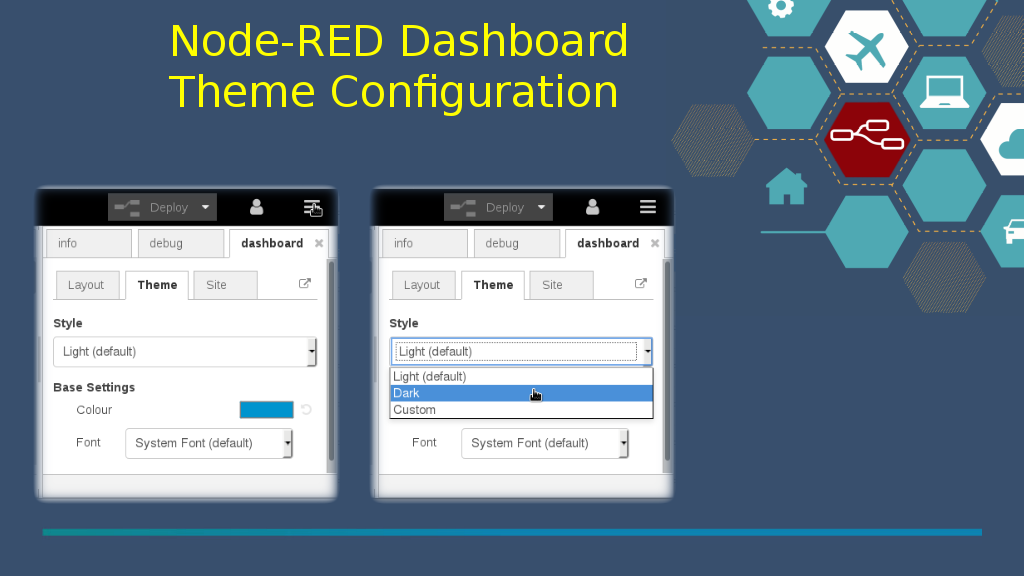 Node-RED Dashboard
Theme Configuration
Deploy
info
debug
dashboard
Layout
Theme
Site
Style
Light (default)
Base Settings
Colour
Font
System Font (default)
Deploy
info
debug
dashboard
Layout
Theme
Site
Style
Light (default)
Light (default)
Dark
Custom
Font
System Font (default)